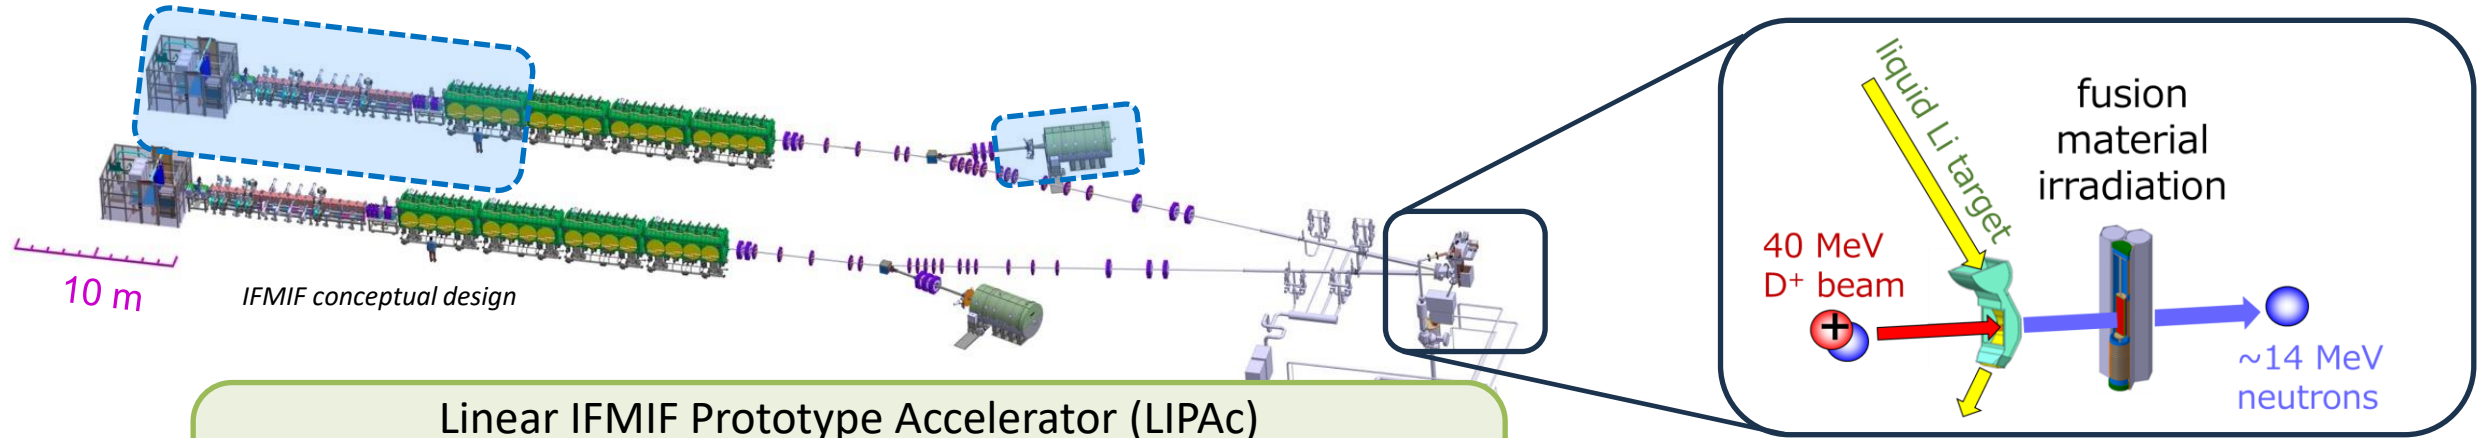 10 m
IFMIF conceptual design
Linear IFMIF Prototype Accelerator (LIPAc)
liquid Li target
fusion
material
irradiation
40 MeV
D⁺ beam
+
~14 MeV
neutrons